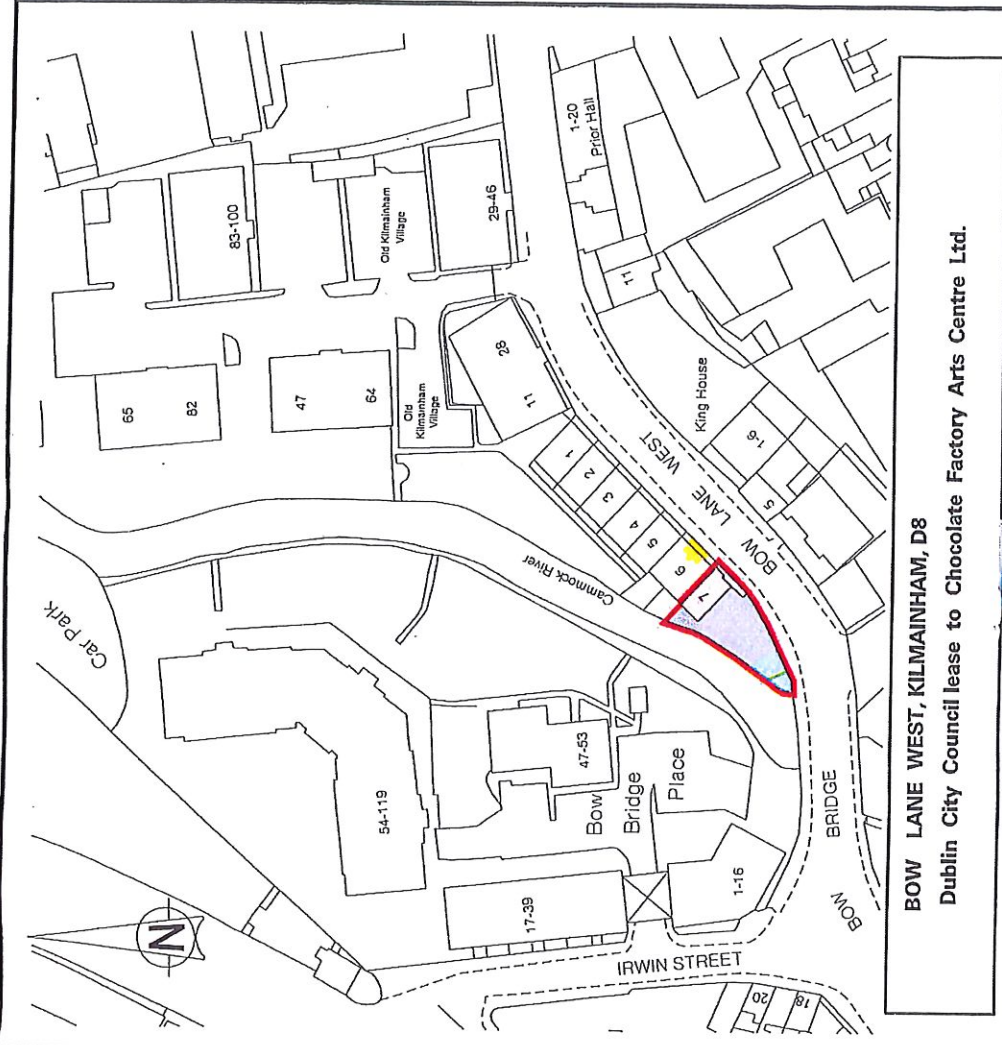 1-20
Prior Hall
83-100
Old Kilmainham
Village
29-46
11
65
82
47
64
Old
Kilmainham
Village
28
11
King House
WEST
LANE
BOW
1-6
5
1
2
3
4
5
6
7
Cammock River
Car Park
54-119
47-53
Bow
Bridge
Place
17-39
1-16
BRIDGE
BOW
IRWIN STREET
N
20
18
BOW LANE WEST, KILMAINHAM, D8
Dublin City Council lease to Chocolate Factory Arts Centre Ltd.